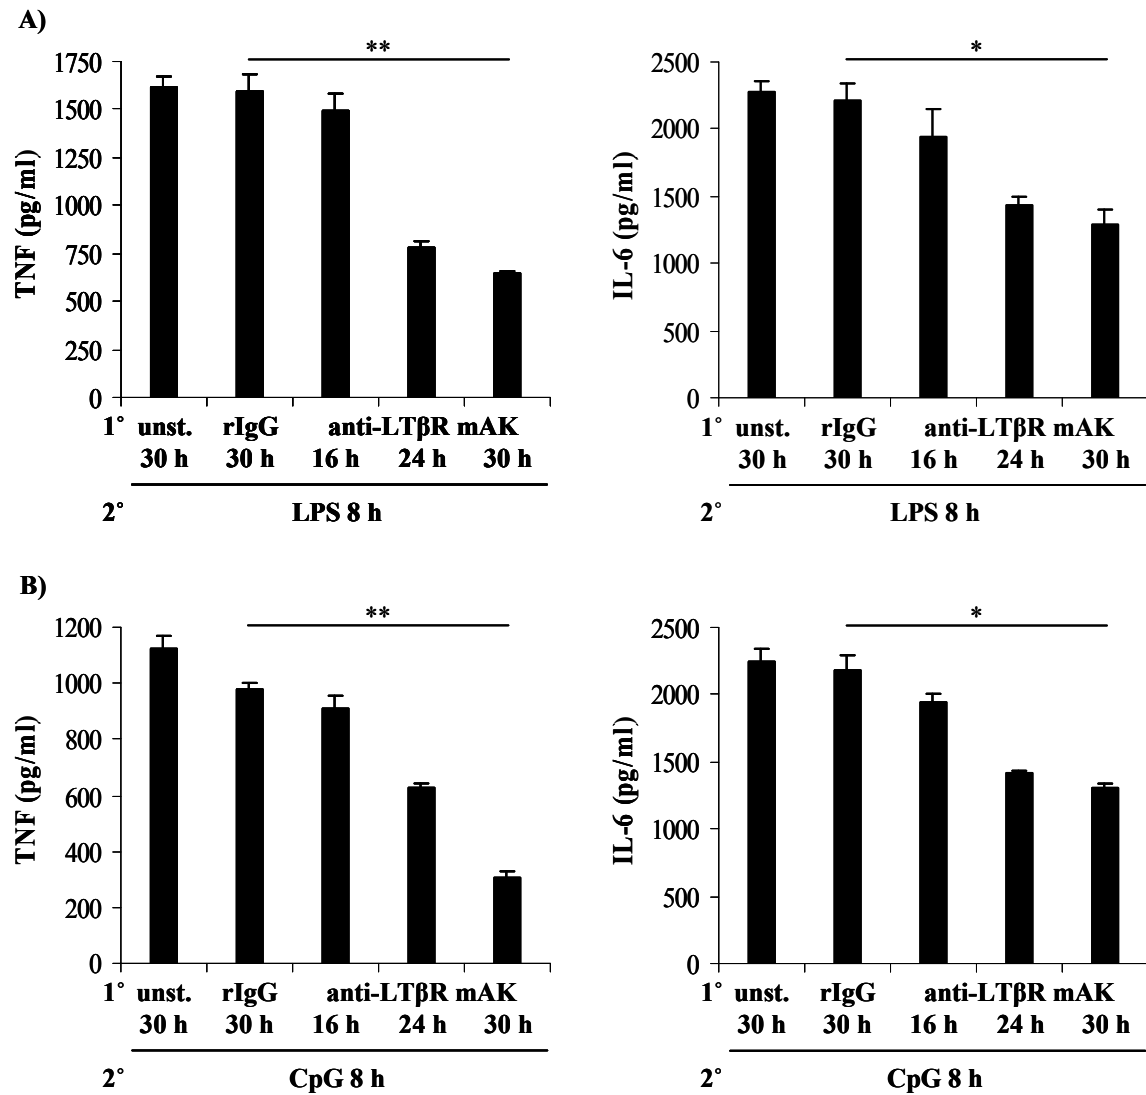 A)
**
1750
1500
1250
1000
750
500
250
0
TNF (pg/ml)
1° unst. rIgG anti-LTβR mAK
30 h 30 h 16 h 24 h 30 h
2° LPS 8 h
*
2500
2000
1500
1000
500
0
IL-6 (pg/ml)
1° unst. rIgG anti-LTβR mAK
30 h 30 h 16 h 24 h 30 h
2° LPS 8 h
B)
**
1200
1000
800
600
400
200
0
TNF (pg/ml)
1° unst. rIgG anti-LTβR mAK
30 h 30 h 16 h 24 h 30 h
2° CpG 8 h
*
2500
2000
1500
1000
500
0
IL-6 (pg/ml)
1° unst. rIgG anti-LTβR mAK
30 h 30 h 16 h 24 h 30 h
2° CpG 8 h